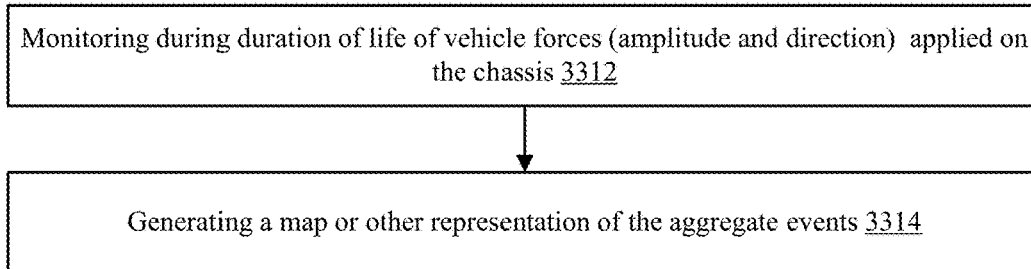 Monitoring during duration of life of vehicle forces (amplitude and direction) applied on
the chassis 3312
Generating a map or other representation of the aggregate events 3314